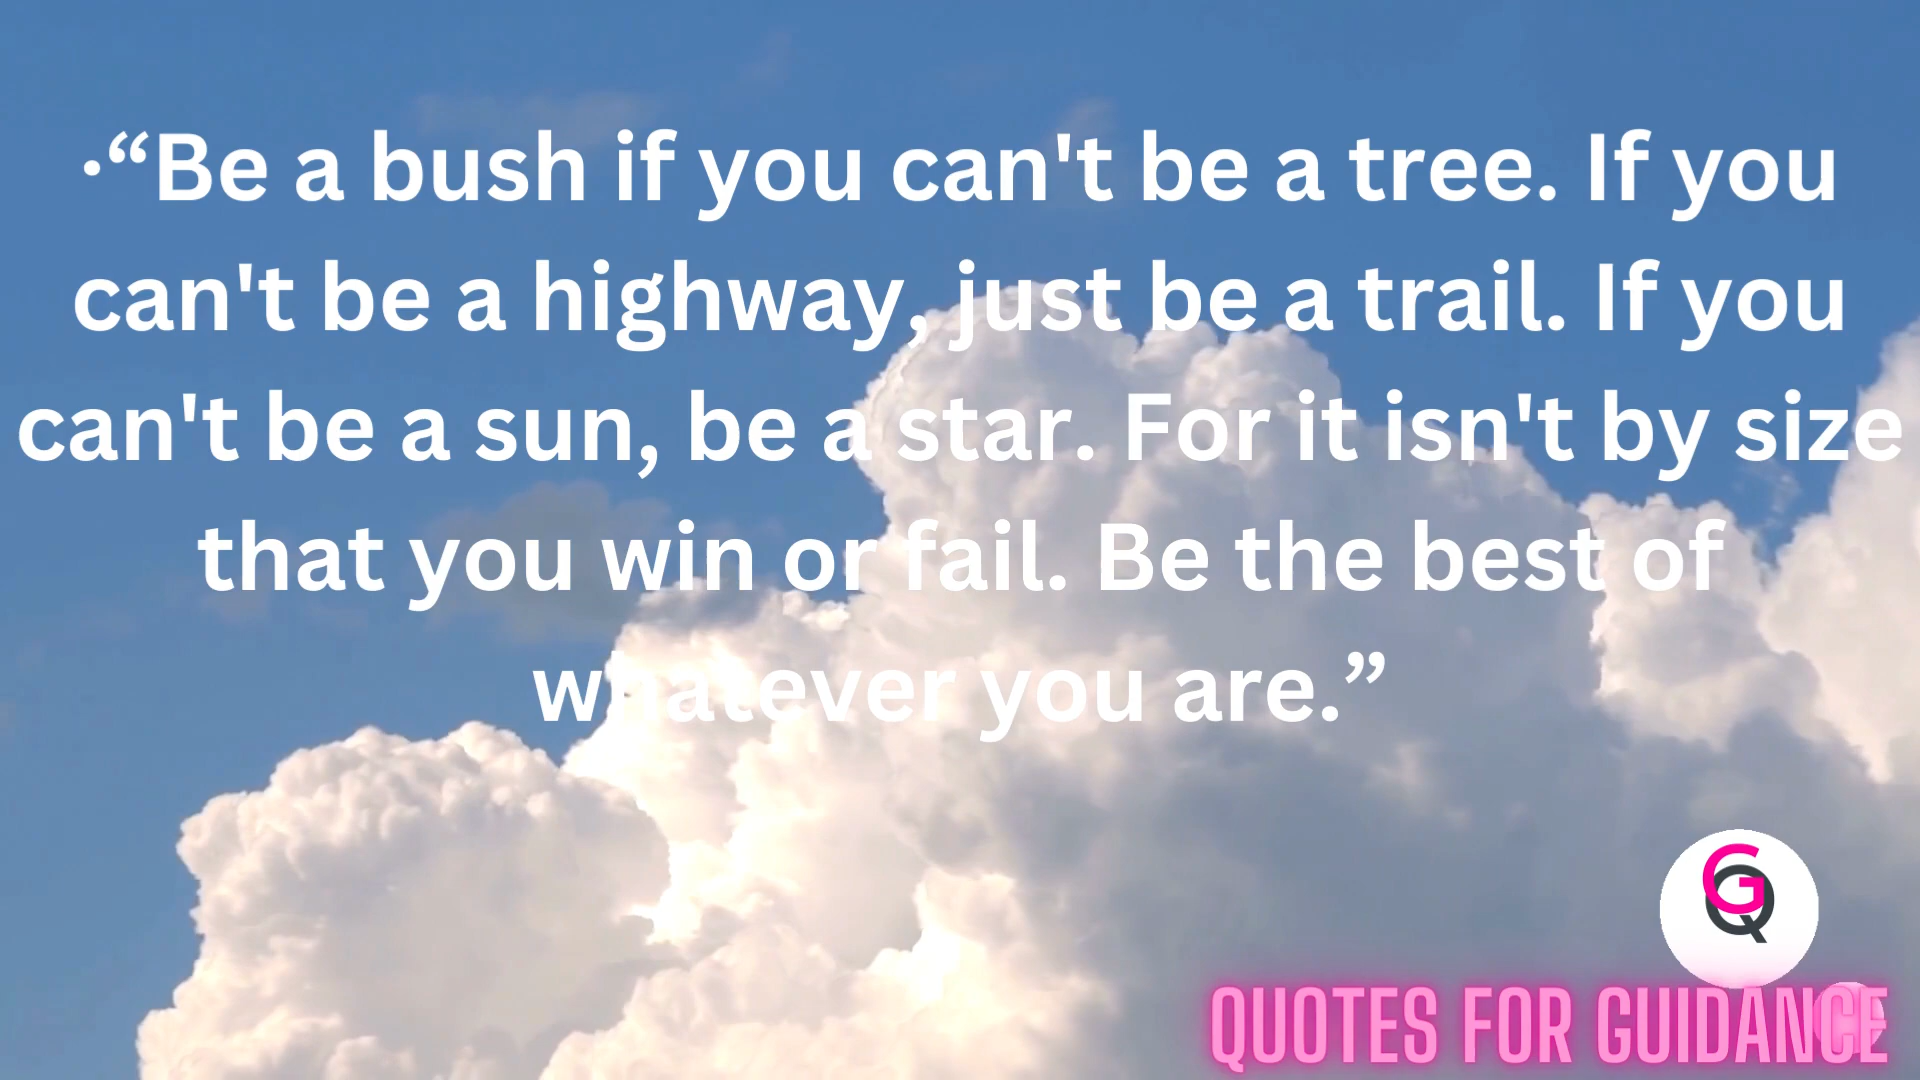 ·“Be a bush if you can't be a tree. If you
can't be a highway, just be a trail. If you
can't be a sun, be a star. For it isn't by size
that you win or fail. Be the best of
whatever you are.”
GQ
QUOTES FOR GUIDANCE